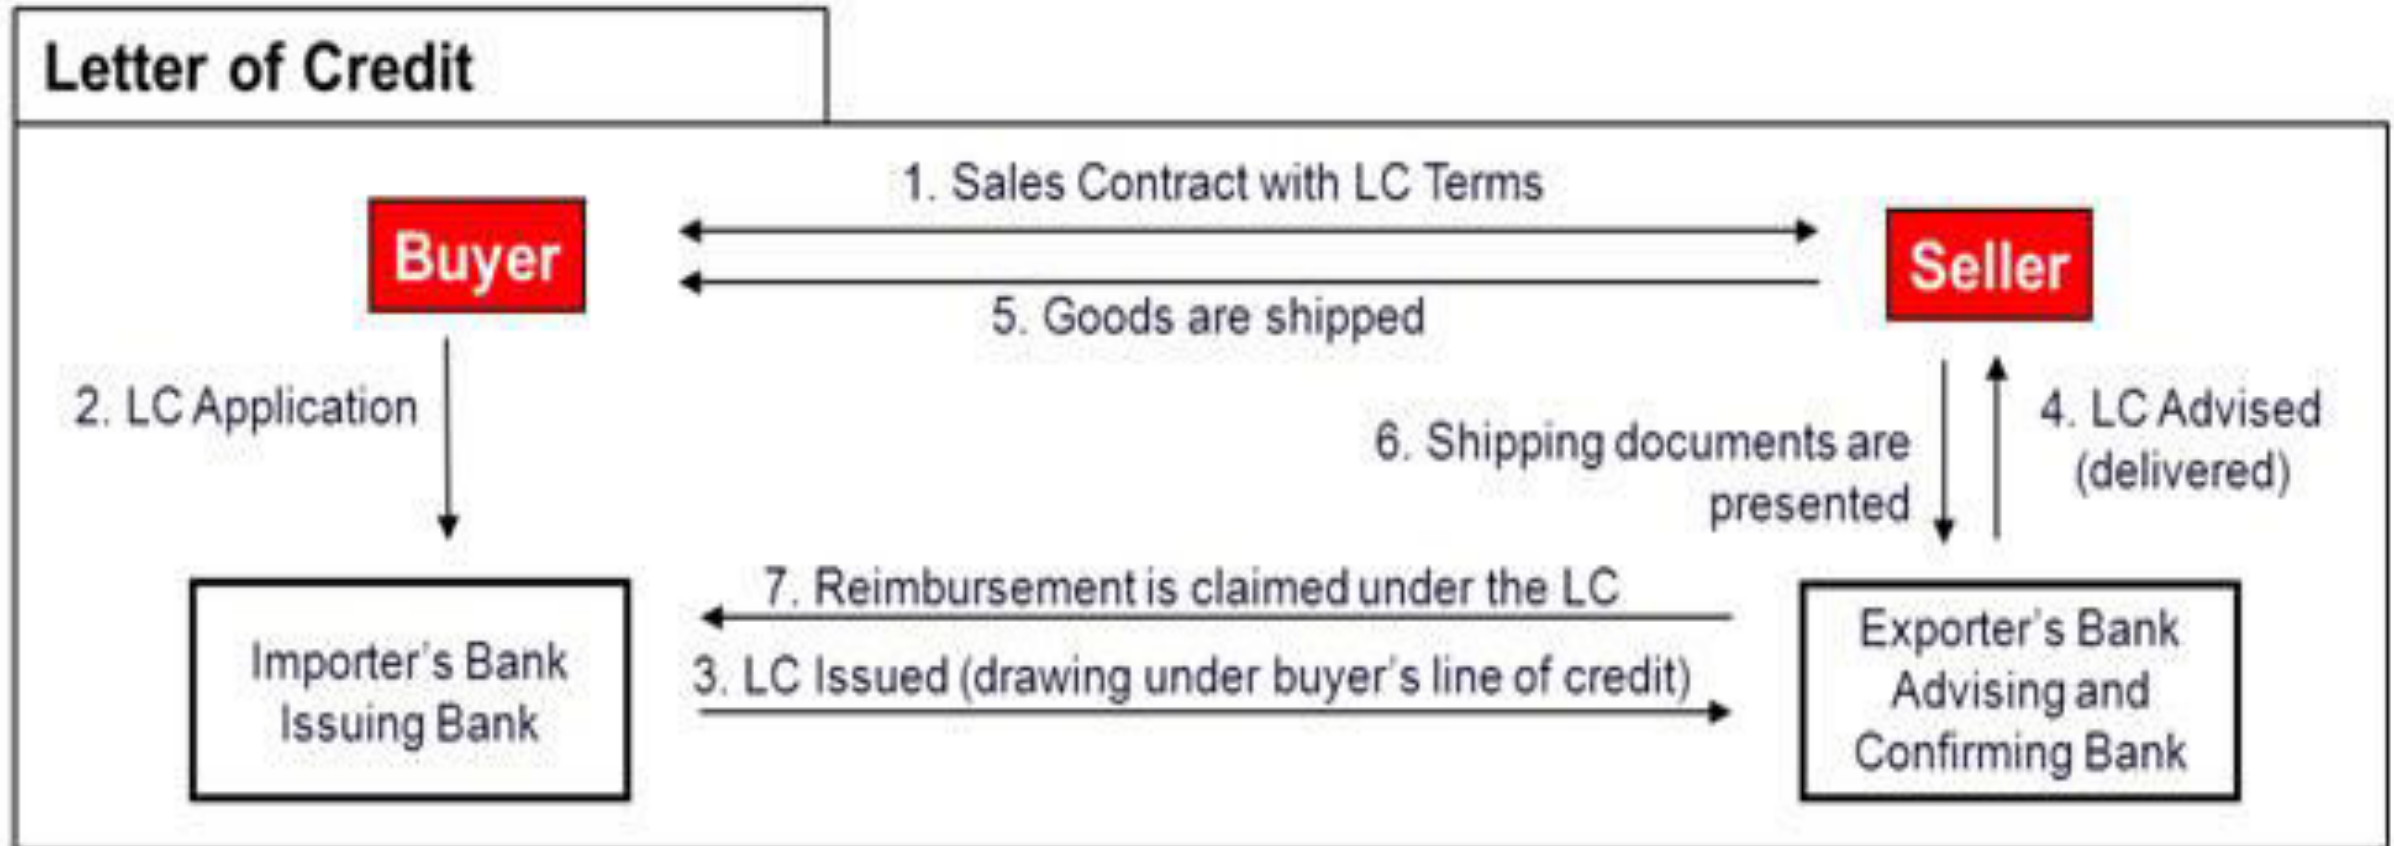 Letter of Credit
1. Sales Contract with LC Terms
Buyer
Seller
5. Goods are shipped
2. LC Application
4. LC Advised
(delivered)
6. Shipping documents are
presented
7. Reimbursement is claimed under the LC
3. LC Issued (drawing under buyer's line of credit)
Importer's Bank
Issuing Bank
Exporter's Bank
Advising and
Confirming Bank